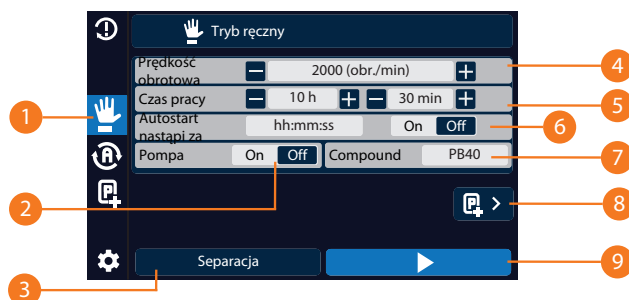 Tryb ręczny
Prędkość obrotowa
2000 (obr./min)
4
Czas pracy
10 h
30 min
5
1
Autostart nastąpi za
hh:mm:ss
On Off
6
Pompa
On Off
Compound
PB40
7
2
8
Separacja
9
3